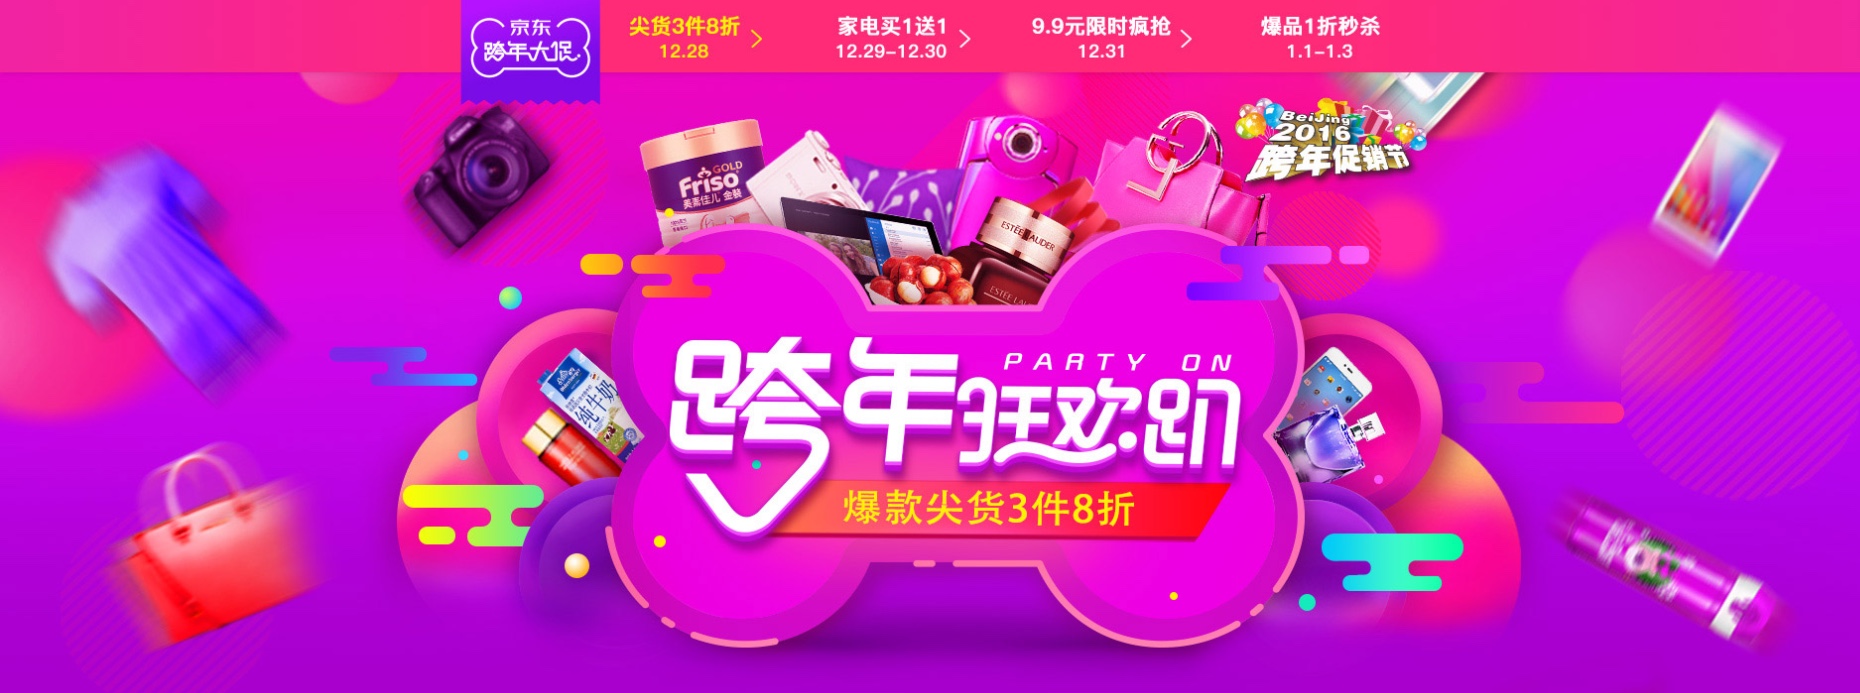 京东
跨年大促
尖货3件8折
12.28
家电买1送1
12.29-12.30
9.9元限时疯抢
12.31
爆品1折秒杀
1.1-1.3
BeiJing
2016
跨年促销节
GOLD
Friso
美素佳儿 金装
ESTĒE LAUDER
PARTY ON
跨年狂欢趴
纯牛奶
爆款尖货3件8折